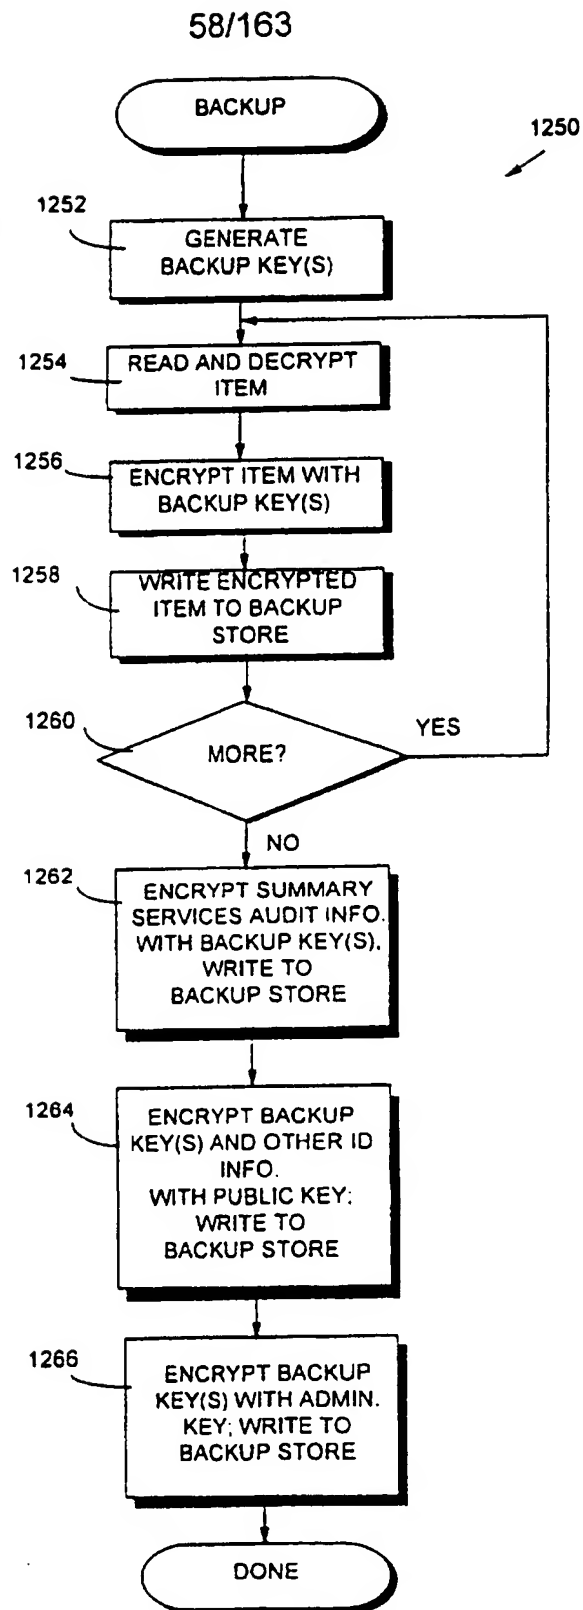 58/163
BACKUP
1250
1252
GENERATE
BACKUP KEY(S)
1254
READ AND DECRYPT
ITEM
1256
ENCRYPT ITEM WITH
BACKUP KEY(S)
1258
WRITE ENCRYPTED
ITEM TO BACKUP
STORE
1260
MORE?
YES
NO
1262
ENCRYPT SUMMARY
SERVICES AUDIT INFO.
WITH BACKUP KEY(S),
WRITE TO
BACKUP STORE
1264
ENCRYPT BACKUP
KEY(S) AND OTHER ID
INFO.
WITH PUBLIC KEY;
WRITE TO
BACKUP STORE
1266
ENCRYPT BACKUP
KEY(S) WITH ADMIN.
KEY; WRITE TO
BACKUP STORE
DONE